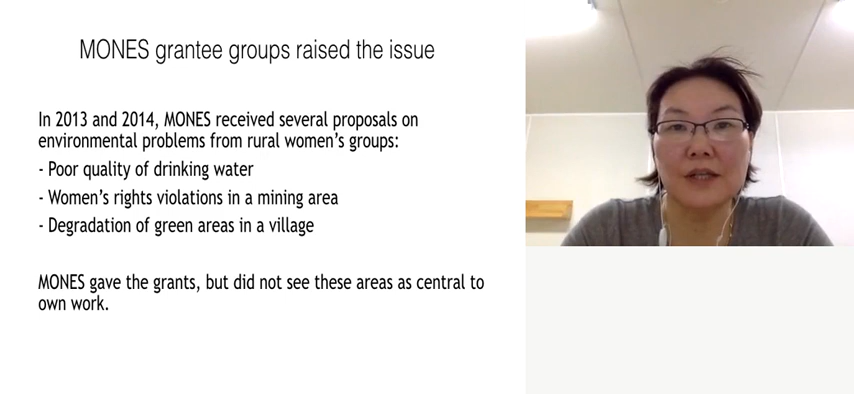 MONES grantee groups raised the issue
In 2013 and 2014, MONES received several proposals on
environmental problems from rural women's groups:
- Poor quality of drinking water
- Women's rights violations in a mining area
- Degradation of green areas in a village
MONES gave the grants, but did not see these areas as central to
own work.